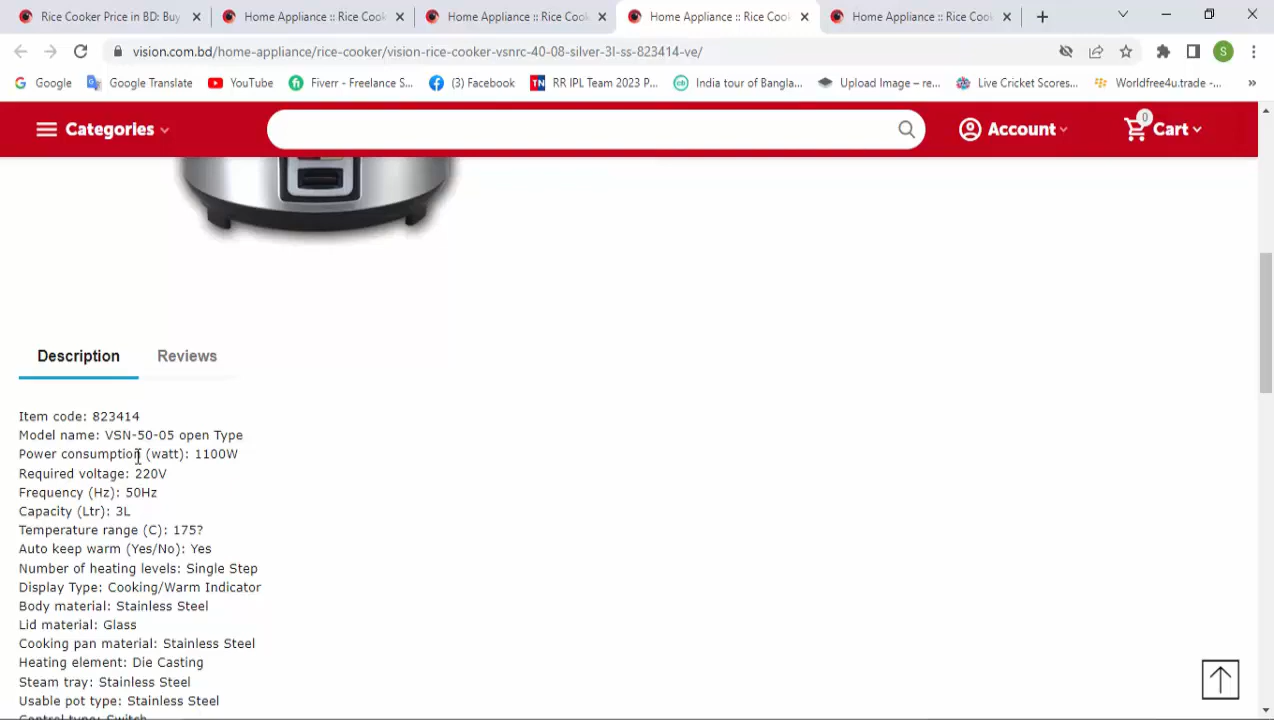 Rice Cooker Price in BD: Buy
Home Appliance :: Rice Cook
Home Appliance :: Rice Cook
Home Appliance :: Rice Cook
Home Appliance :: Rice Cook
vision.com.bd/home-appliance/rice-cooker/vision-rice-cooker-vsnrc-40-08-silver-3l-ss-823414-ve/
S
Google
Google Translate
YouTube
Fiverr - Freelance S...
(3) Facebook
TN RR IPL Team 2023 P...
India tour of Bangla...
Upload Image – re...
Live Cricket Scores...
Worldfree4u.trade -...
Categories
Account
0
Cart
Description
Reviews
Item code: 823414
Model name: VSN-50-05 open Type
Power consumption (watt): 1100W
Required voltage: 220V
Frequency (Hz): 50Hz
Capacity (Ltr): 3L
Temperature range (C): 175?
Auto keep warm (Yes/No): Yes
Number of heating levels: Single Step
Display Type: Cooking/Warm Indicator
Body material: Stainless Steel
Lid material: Glass
Cooking pan material: Stainless Steel
Heating element: Die Casting
Steam tray: Stainless Steel
Usable pot type: Stainless Steel
Control type: Switch